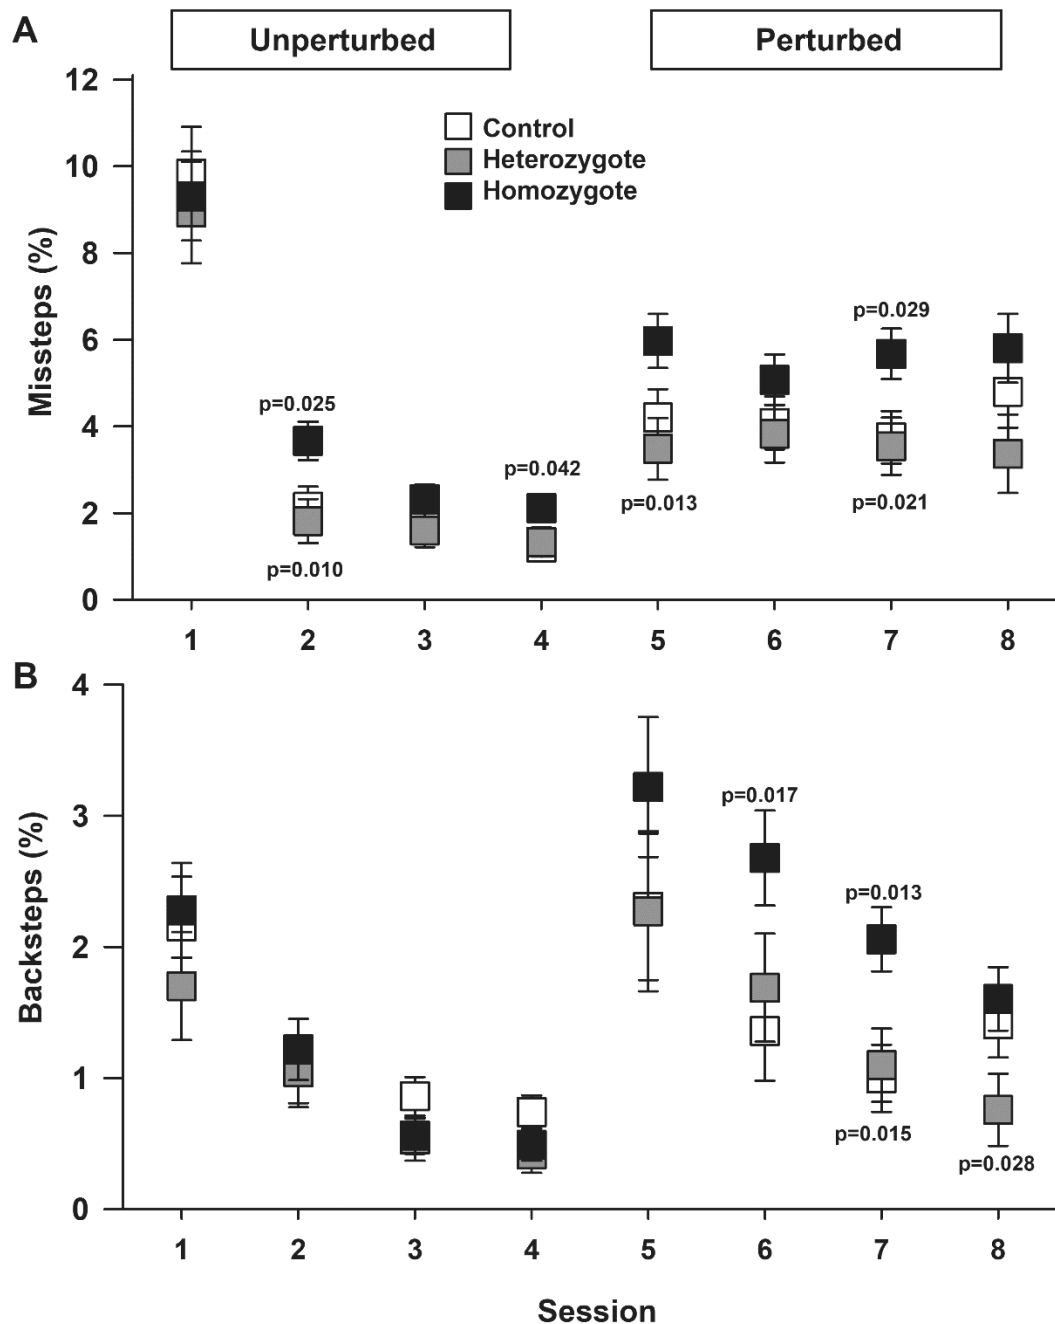 A
Unperturbed
Perturbed
12
10
8
6
4
2
0
Missteps (%)
Control
Heterozygote
Homozygote
p=0.025
p=0.010
p=0.042
p=0.013
p=0.029
p=0.021
1 2 3 4 5 6 7 8
B
4
3
2
1
0
Backsteps (%)
p=0.017
p=0.013
p=0.015
p=0.028
1 2 3 4 5 6 7 8
Session